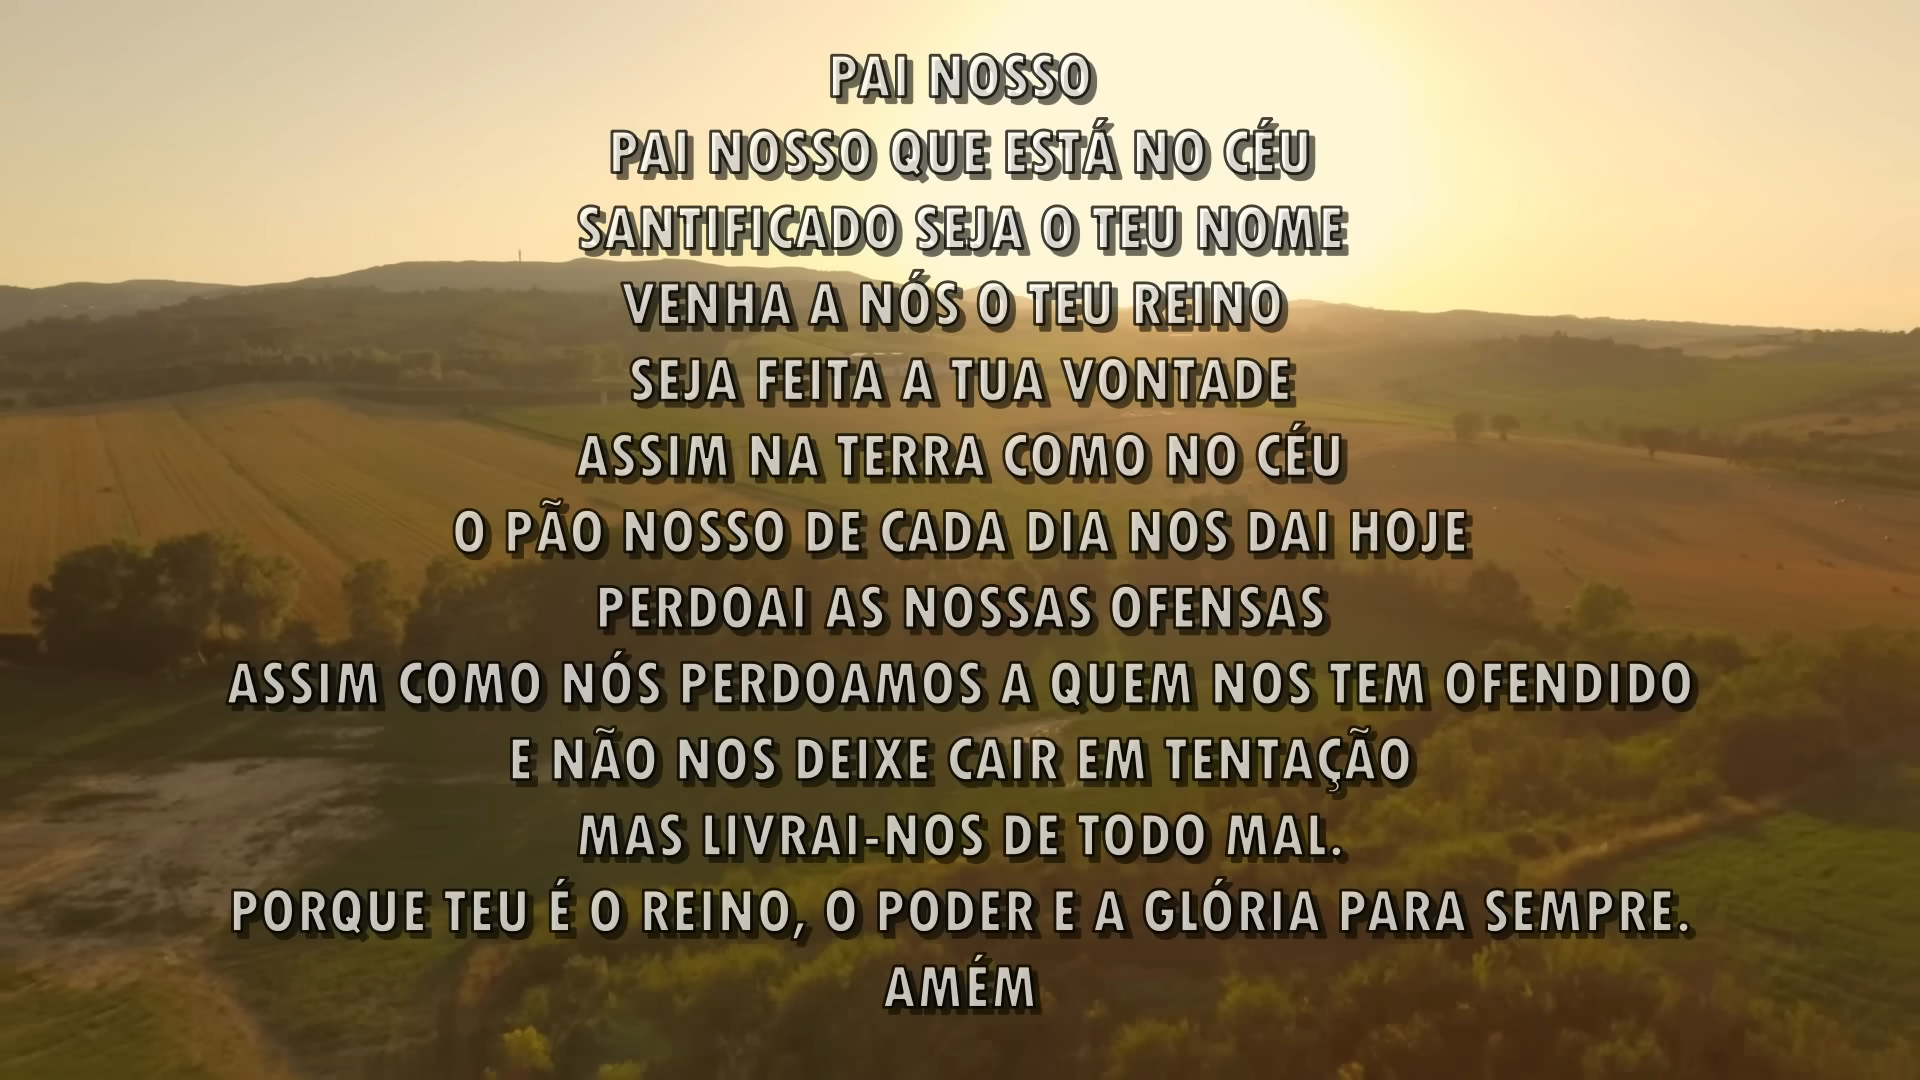 PAI NOSSO
PAI NOSSO QUE ESTÁ NO CÉU
SANTIFICADO SEJA O TEU NOME
VENHA A NÓS O TEU REINO
SEJA FEITA A TUA VONTADE
ASSIM NA TERRA COMO NO CÉU
O PÃO NOSSO DE CADA DIA NOS DAI HOJE
PERDOAI AS NOSSAS OFENSAS
ASSIM COMO NÓS PERDOAMOS A QUEM NOS TEM OFENDIDO
E NÃO NOS DEIXE CAIR EM TENTAÇÃO
MAS LIVRAI-NOS DE TODO MAL.
PORQUE TEU É O REINO, O PODER E A GLÓRIA PARA SEMPRE.
AMÉM